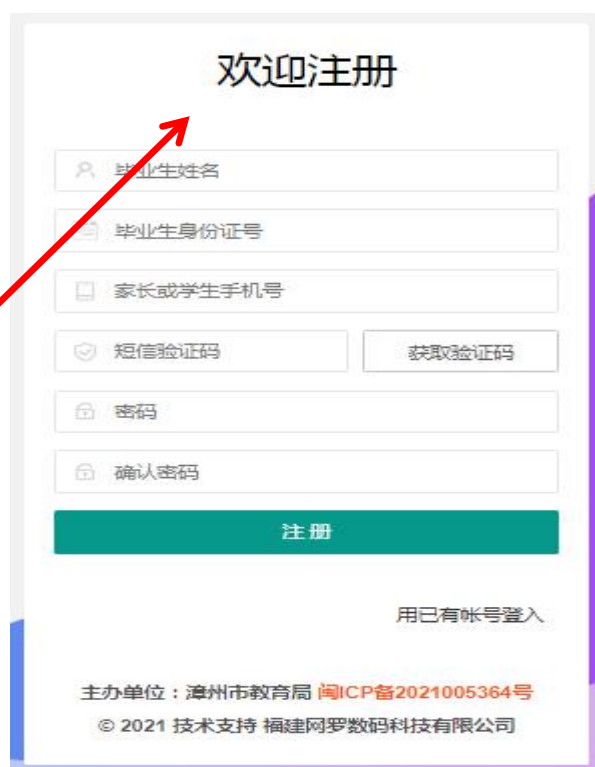 欢迎注册
毕业生姓名
毕业生身份证号
家长或学生手机号
短信验证码 获取验证码
密码
确认密码
注册
用已有帐号登入
主办单位：漳州市教育局 闽ICP备2021005364号
© 2021 技术支持 福建网罗数码科技有限公司